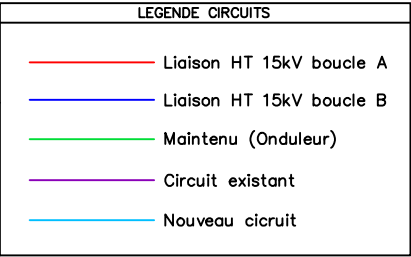 LEGENDE CIRCUITS
Liaison HT 15kV boucle A
Liaison HT 15kV boucle B
Maintenu (Onduleur)
Circuit existant
Nouveau cicruit